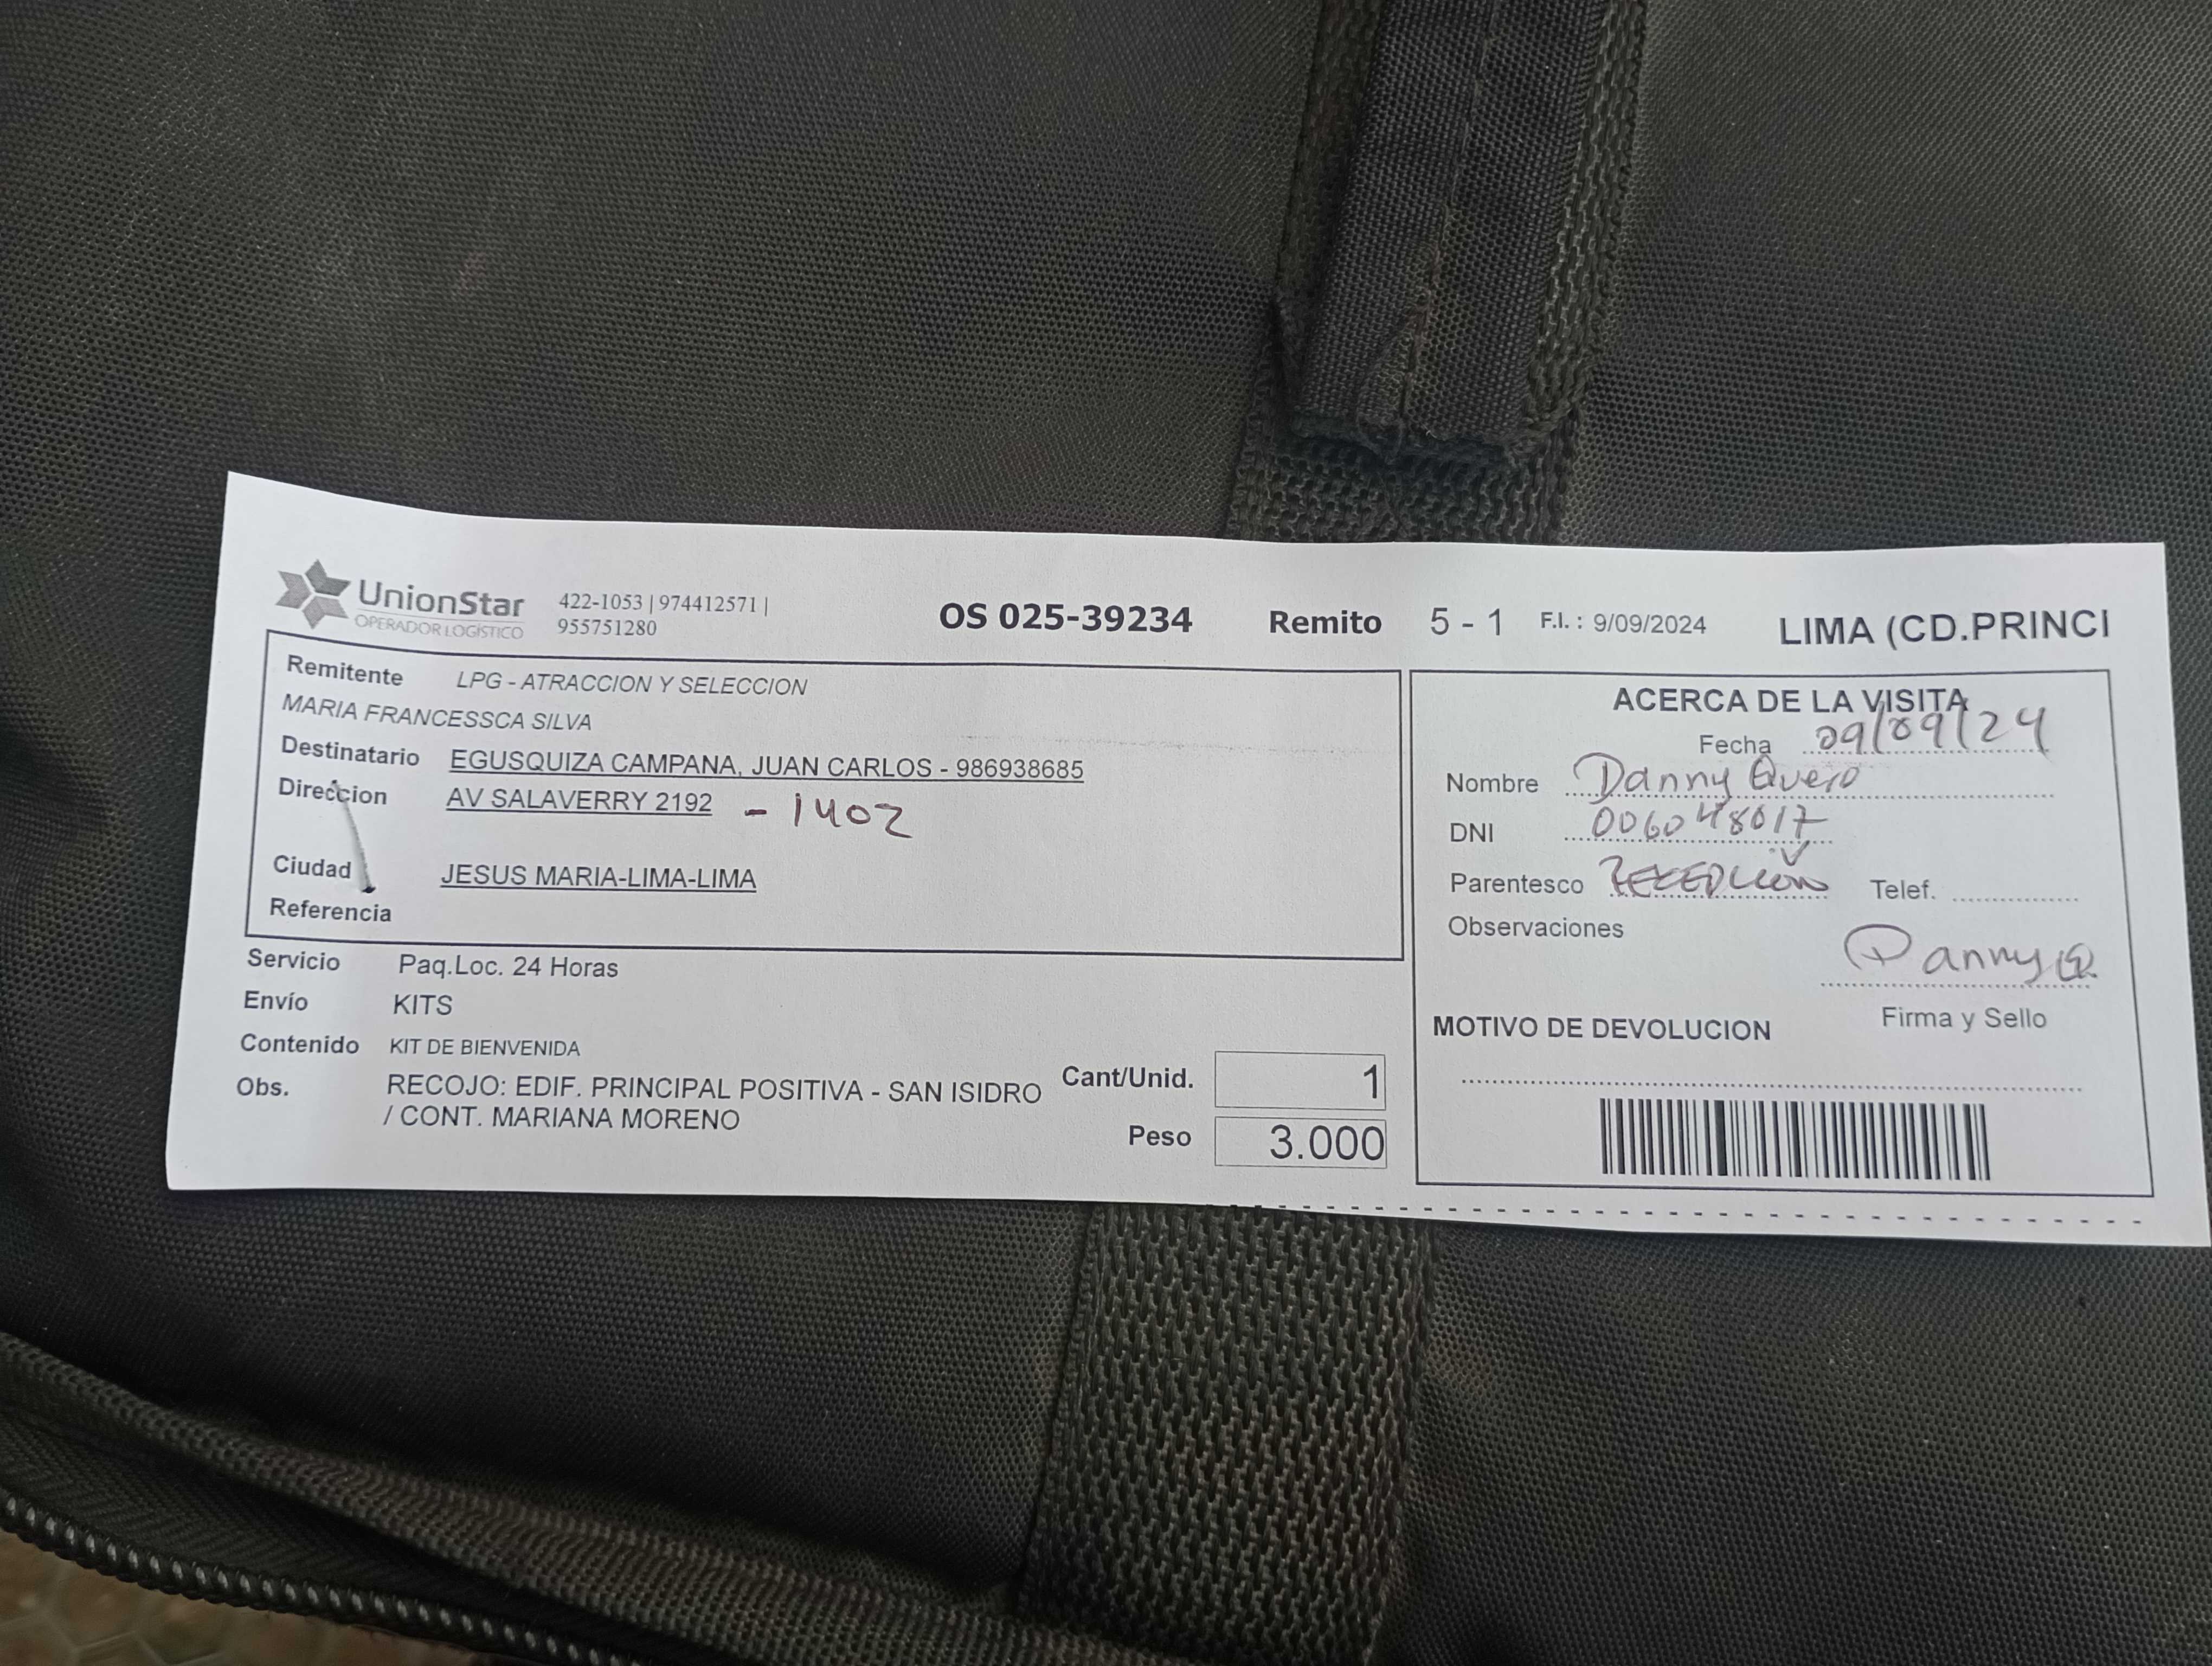 UnionStar
OPERADOR LOGÍSTICO
422-1053 | 974412571 |
955751280
OS 025-39234 Remito 5 - 1 F.I. : 9/09/2024 LIMA (CD.PRINCI
Remitente LPG - ATRACCION Y SELECCION
MARIA FRANCESSCA SILVA
Destinatario EGUSQUIZA CAMPANA, JUAN CARLOS - 986938685
Direccion AV SALAVERRY 2192 - 1402
Ciudad JESUS MARIA-LIMA-LIMA
Referencia
Servicio Paq.Loc. 24 Horas
Envío KITS
Contenido KIT DE BIENVENIDA
Obs. RECOJO: EDIF. PRINCIPAL POSITIVA - SAN ISIDRO
/ CONT. MARIANA MORENO
Cant/Unid. 1
Peso 3.000
ACERCA DE LA VISITA
Fecha 09/09/24
Nombre Danny Quero
DNI 006048017
Parentesco RECEPCIÓN Telef.
Observaciones
Danny Q.
Firma y Sello
MOTIVO DE DEVOLUCION